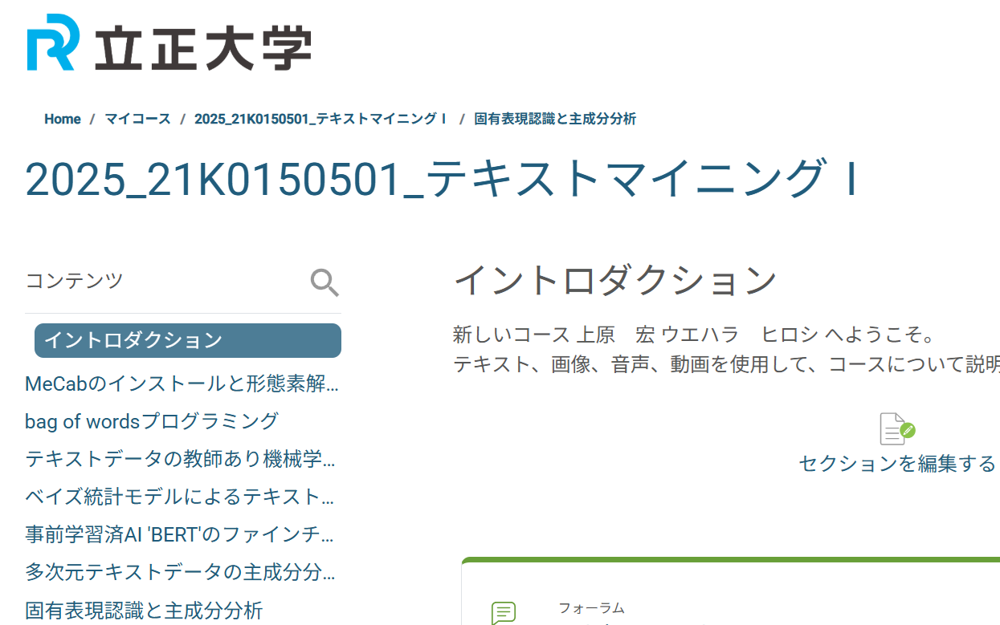 立正大学
Home / マイコース / 2025_21K0150501_テキストマイニングⅠ / 固有表現認識と主成分分析
2025_21K0150501_テキストマイニングⅠ
コンテンツ
イントロダクション
MeCabのインストールと形態素解...
bag of wordsプログラミング
テキストデータの教師あり機械学...
ベイズ統計モデルによるテキスト...
事前学習済AI 'BERT'のファインチ...
多次元テキストデータの主成分分...
固有表現認識と主成分分析
イントロダクション
新しいコース 上原　宏 ウエハラ　ヒロシ へようこそ。
テキスト、画像、音声、動画を使用して、コースについて説明
セクションを編集する
フォーラム